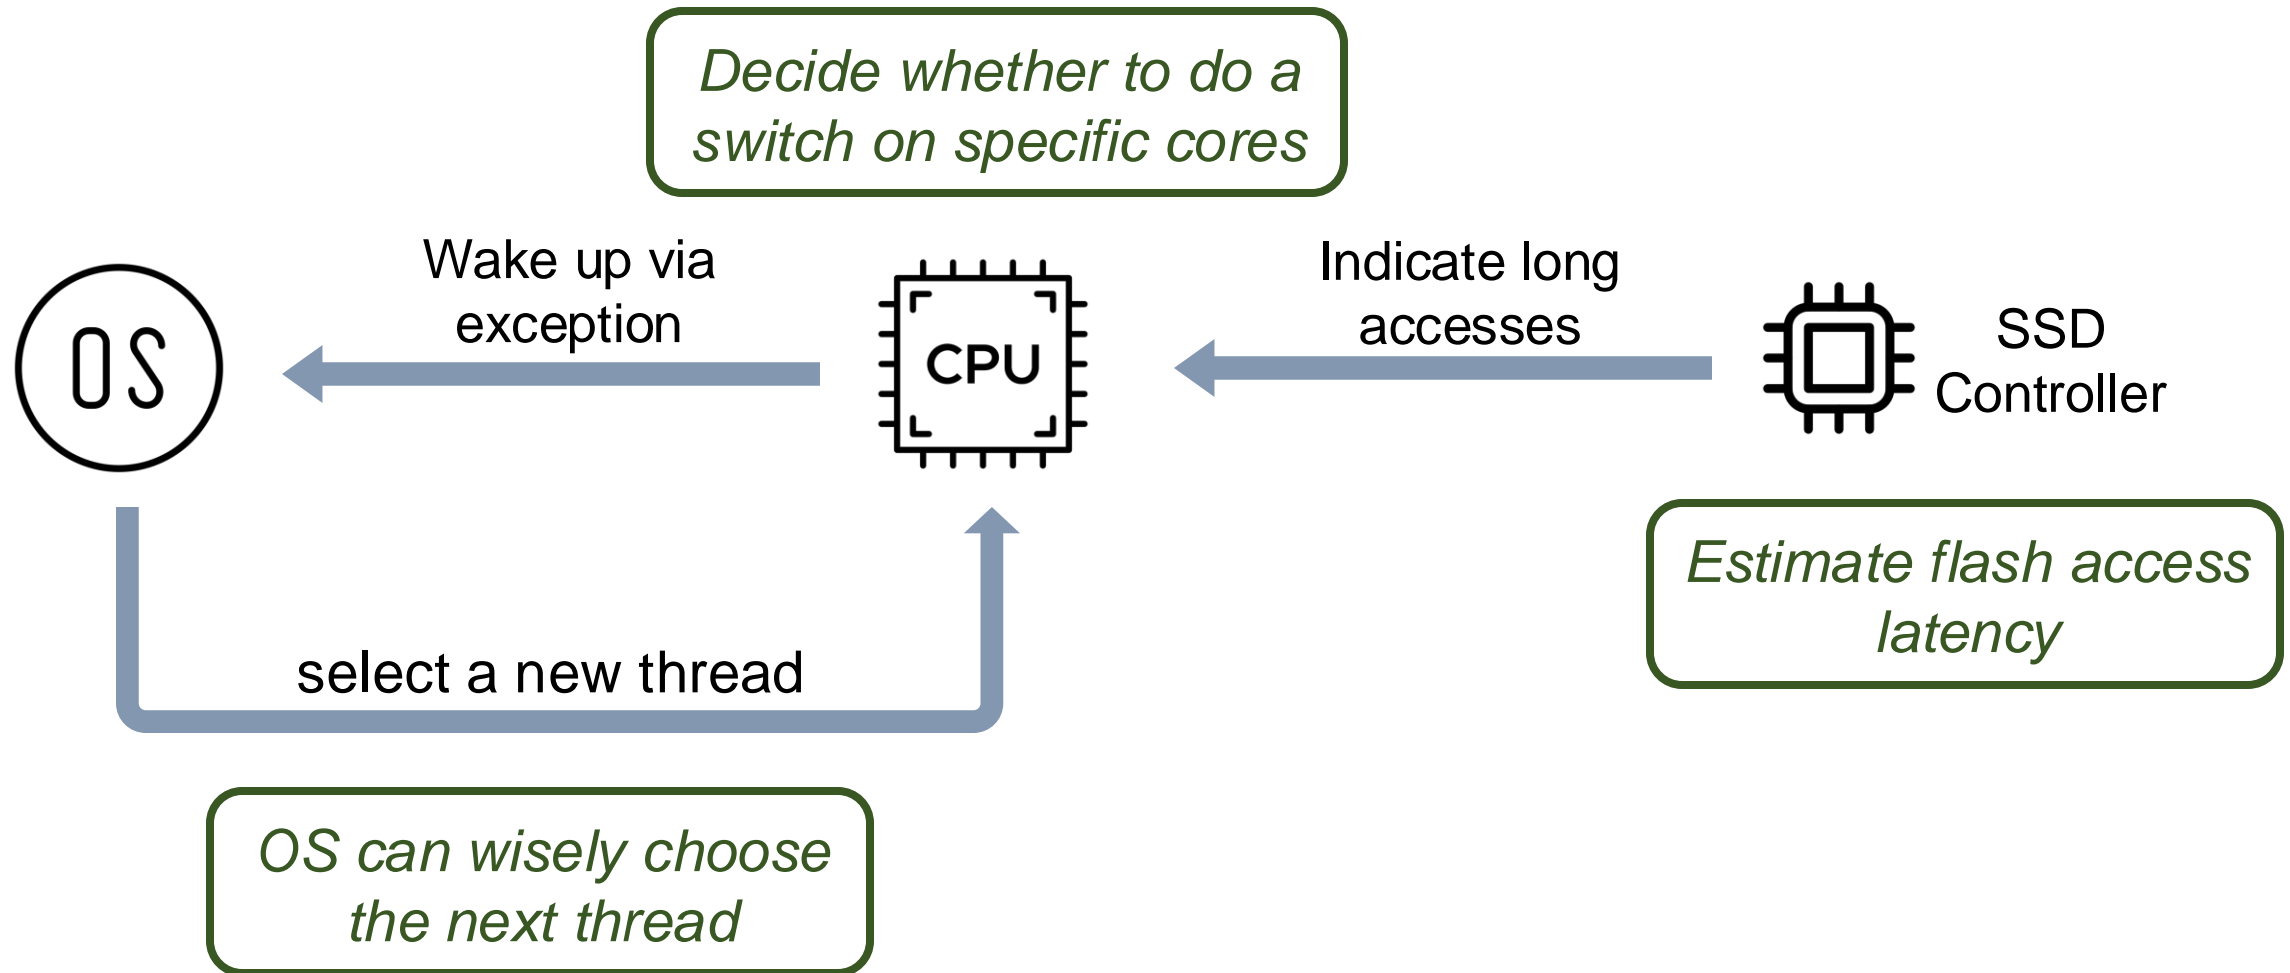 Decide whether to do a
switch on specific cores
Wake up via
exception
Indicate long
accesses
OS
CPU
SSD
Controller
Estimate flash access
latency
select a new thread
OS can wisely choose
the next thread